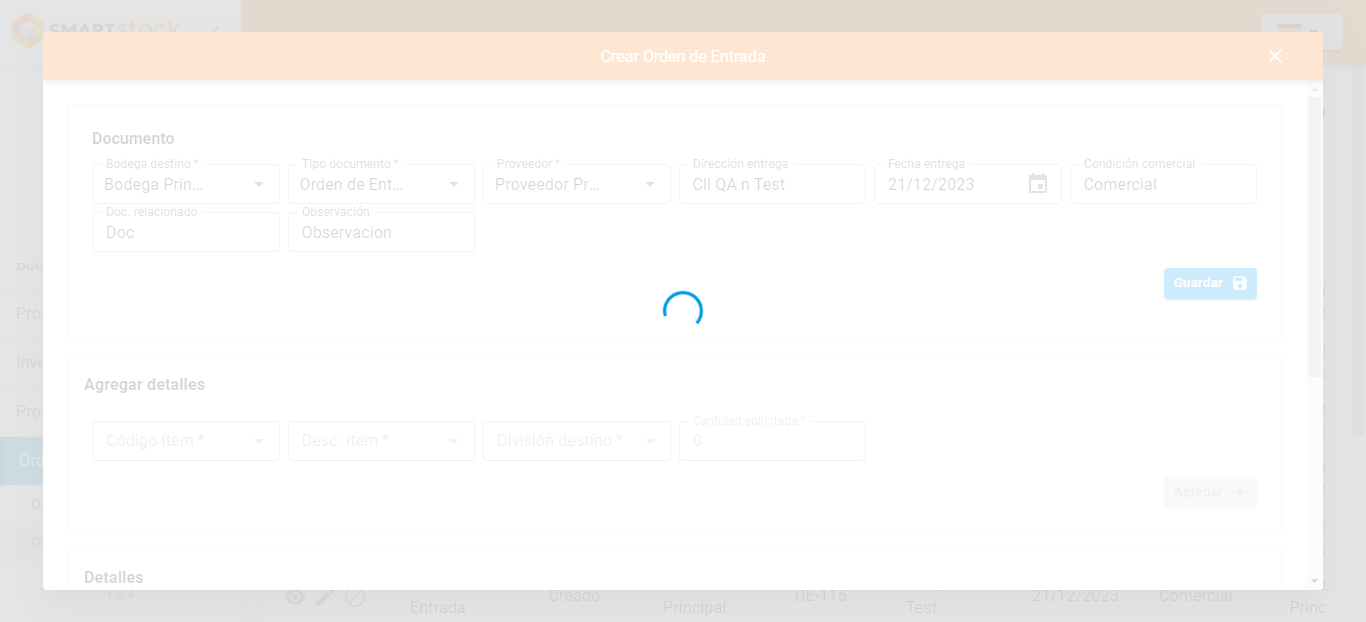 SMARTstock
Crear Orden de Entrada
Documento
Bodega destino *
Tipo documento *
Proveedor *
Dirección entrega
Fecha entrega
Condición comercial
Bodega Prin...
Orden de Ent...
Proveedor Pr...
Cll QA n Test
21/12/2023
Comercial
Doc. relacionado
Observación
Doc
Observacion
Guardar
Agregar detalles
Código ítem *
Desc. ítem *
División destino *
Cantidad solicitada *
0
Agregar
Detalles
1.9.4
Entrada
Creado
Principal
OE-115
Test
21/12/2023
Comercial
Princ